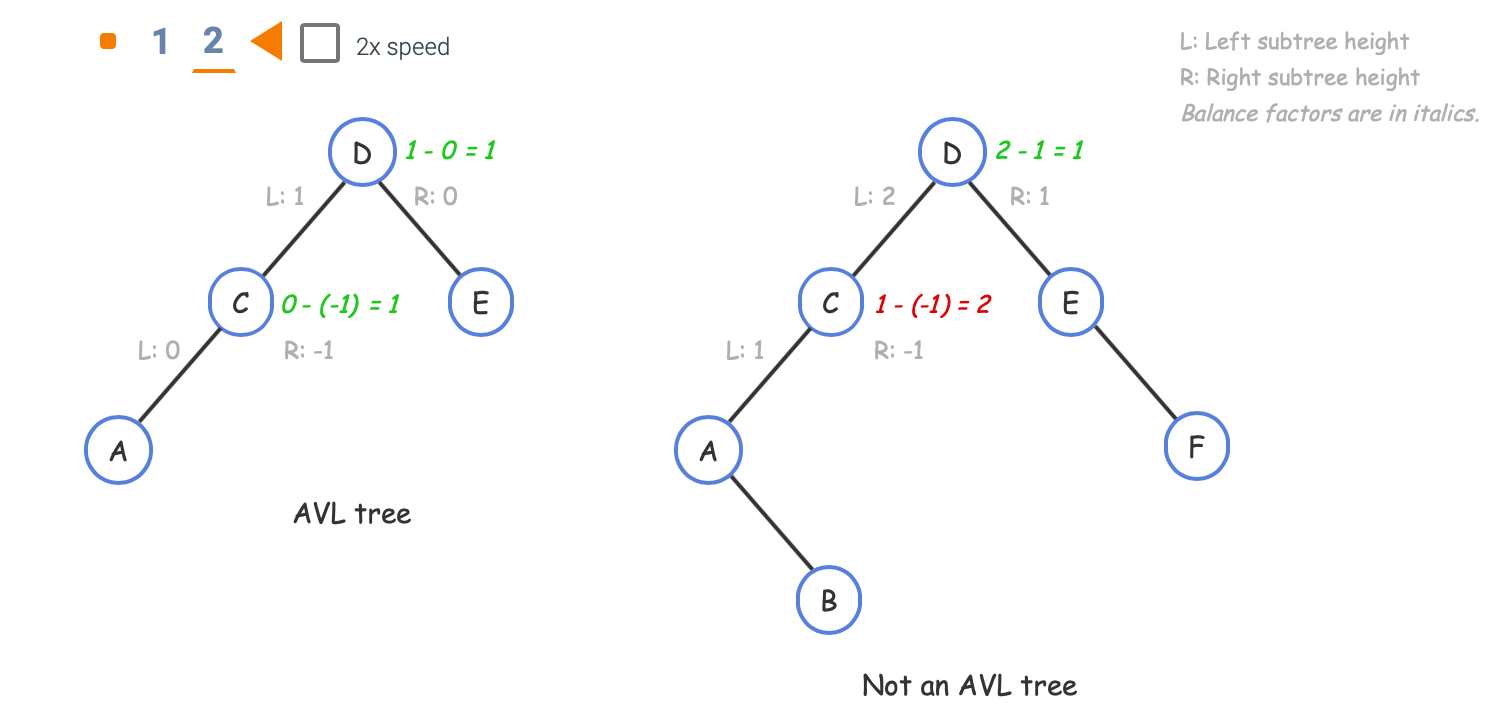 1 2 2x speed
L: Left subtree height
R: Right subtree height
Balance factors are in italics.
D 1 - 0 = 1
L: 1 R: 0
C 0 - (-1) = 1 E
L: 0 R: -1
A
AVL tree
D 2 - 1 = 1
L: 2 R: 1
C 1 - (-1) = 2 E
L: 1 R: -1
A F
B
Not an AVL tree